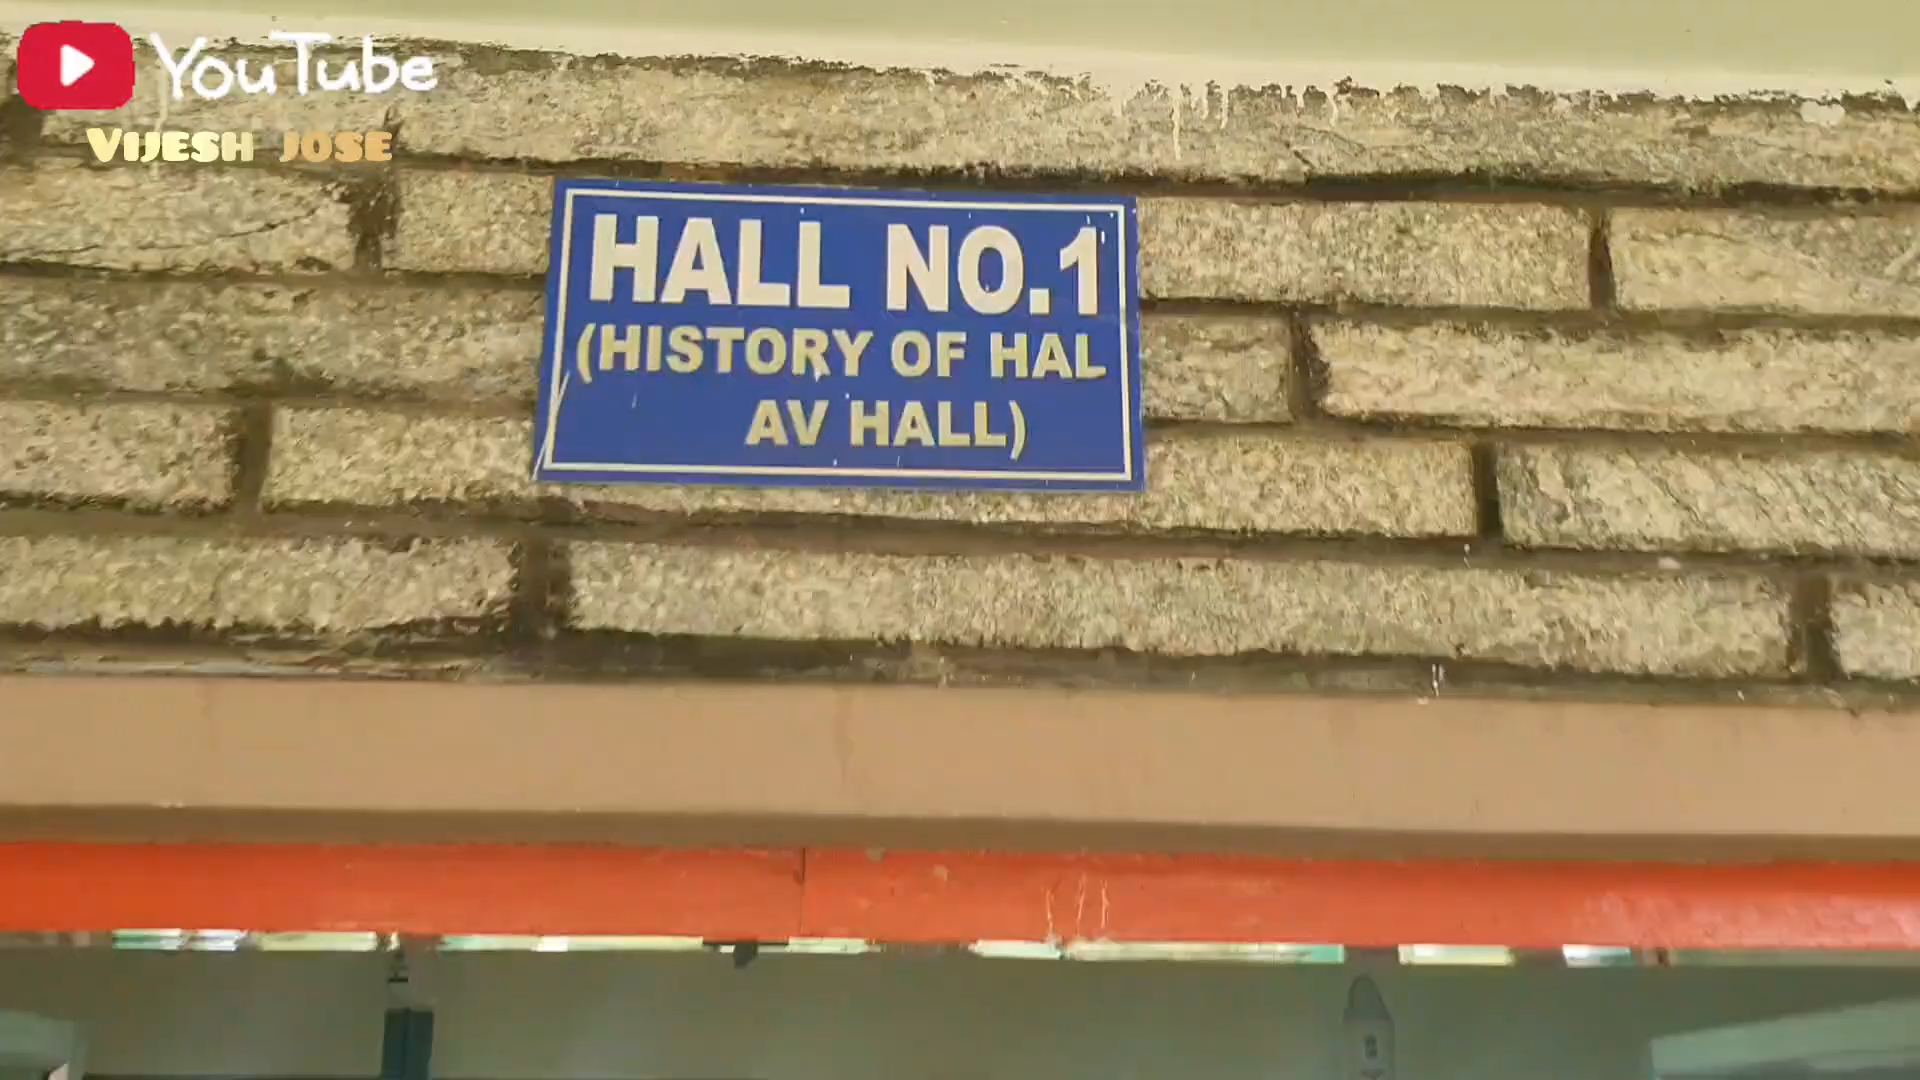 YouTube
VIJESH JOSE
HALL NO.1
(HISTORY OF HAL
AV HALL)